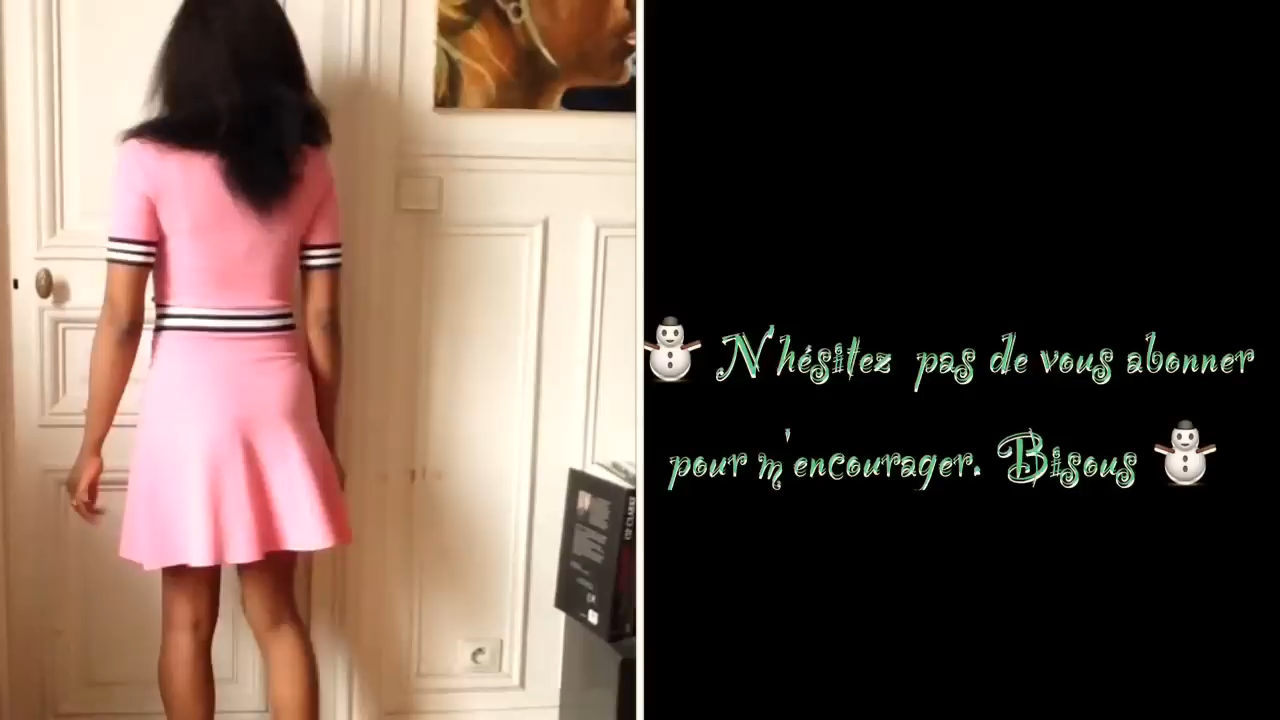 ⛄ N'hésitez pas de vous abonner
pour m'encourager. Bisous ⛄